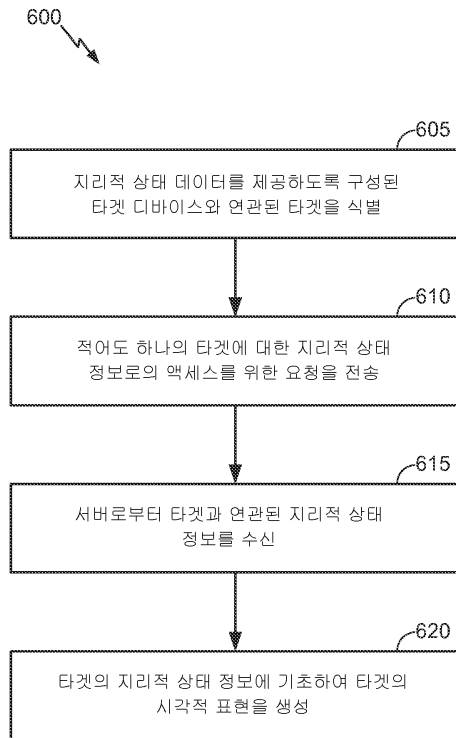 600
605
지리적 상태 데이터를 제공하도록 구성된
타겟 디바이스와 연관된 타겟을 식별
610
적어도 하나의 타겟에 대한 지리적 상태
정보로의 액세스를 위한 요청을 전송
615
서버로부터 타겟과 연관된 지리적 상태
정보를 수신
620
타겟의 지리적 상태 정보에 기초하여 타겟의
시각적 표현을 생성